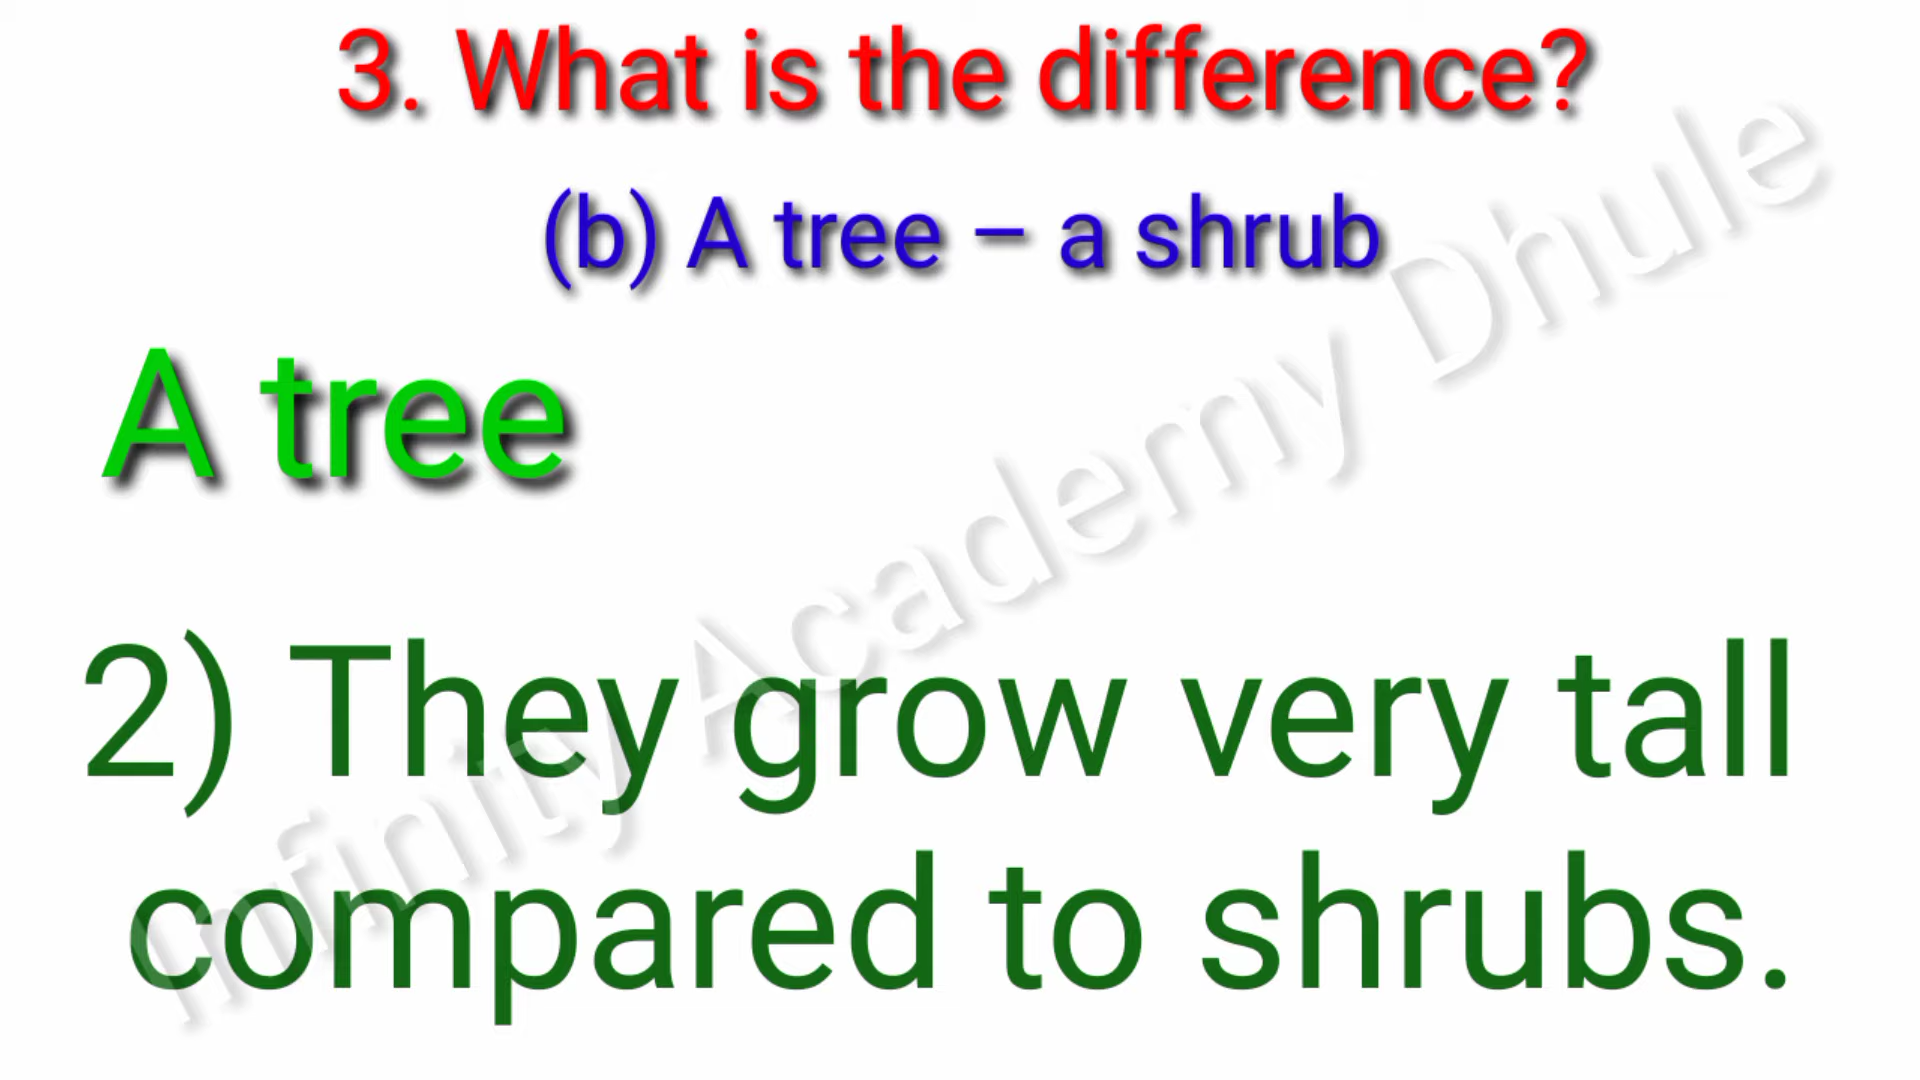 3. What is the difference?
(b) A tree – a shrub
A tree
2) They grow very tall
compared to shrubs.
Infinity Academy Dhule